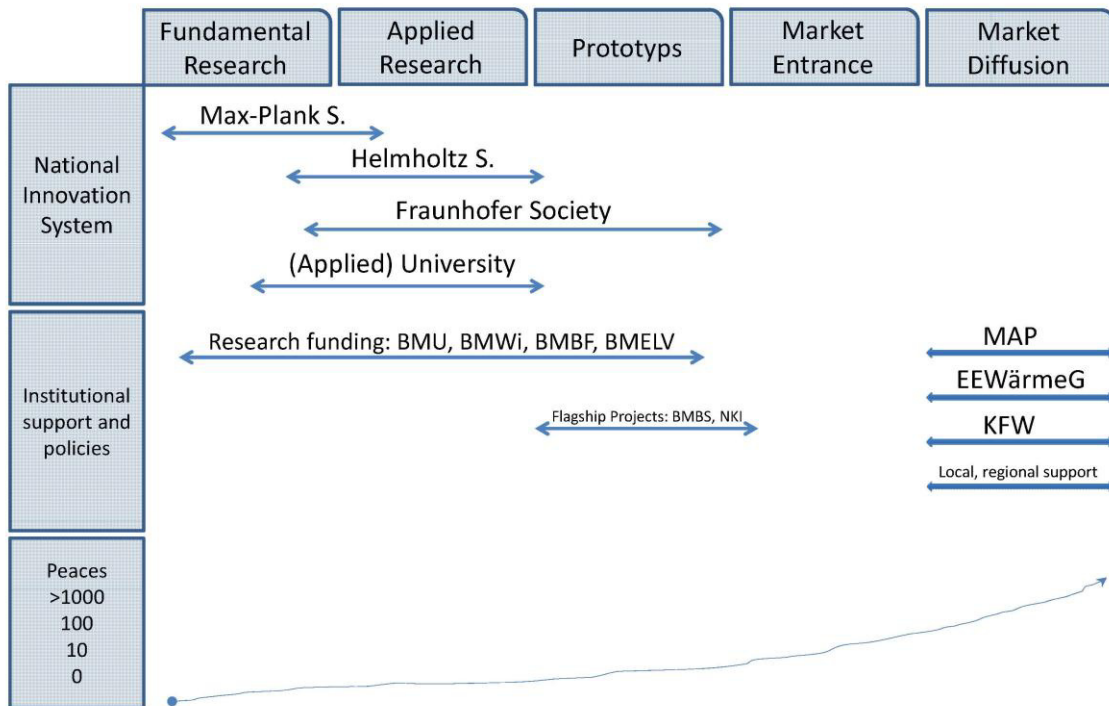 Fundamental
Research
Applied
Research
Prototyps
Market
Entrance
Market
Diffusion
National
Innovation
System
Max-Plank S.
Helmholtz S.
Fraunhofer Society
(Applied) University
Institutional
support and
policies
Research funding: BMU, BMWi, BMBF, BMELV
Flagship Projects: BMBS, NKI
MAP
EEWärmeG
KFW
Local, regional support
Peaces
>1000
100
10
0